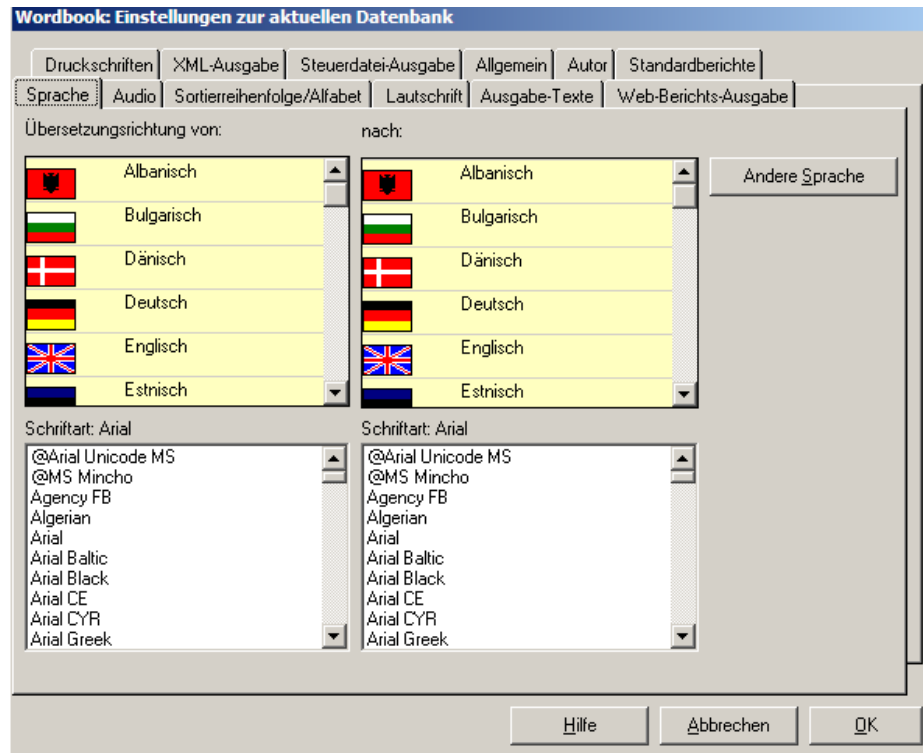 Wordbook: Einstellungen zur aktuellen Datenbank
Druckschriften XML-Ausgabe Steuerdatei-Ausgabe Allgemein Autor Standardberichte
Sprache Audio Sortierreihenfolge/Alfabet Lautschrift Ausgabe-Texte Web-Berichts-Ausgabe
Übersetzungsrichtung von:
Albanisch
Bulgarisch
Dänisch
Deutsch
Englisch
Estnisch
nach:
Albanisch
Bulgarisch
Dänisch
Deutsch
Englisch
Estnisch
Andere Sprache
Schriftart: Arial
@Arial Unicode MS
@MS Mincho
Agency FB
Algerian
Arial
Arial Baltic
Arial Black
Arial CE
Arial CYR
Arial Greek
Schriftart: Arial
@Arial Unicode MS
@MS Mincho
Agency FB
Algerian
Arial
Arial Baltic
Arial Black
Arial CE
Arial CYR
Arial Greek
Hilfe Abbrechen OK